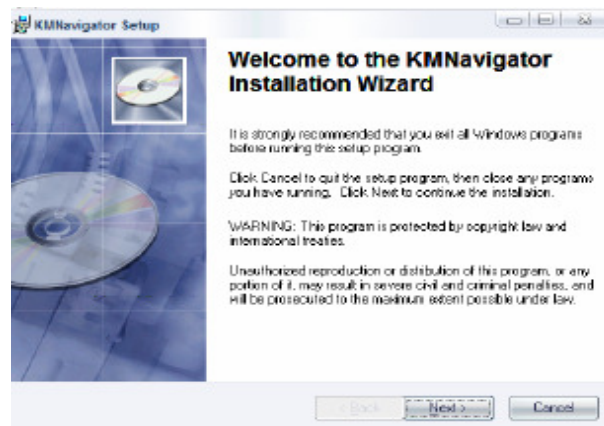 KMNavigator Setup
Welcome to the KMNavigator
Installation Wizard
It is strongly recommended that you exit all Windows programs
before running this setup program.
Click Cancel to quit the setup program, then close any programs
you have running. Click Next to continue the installation.
WARNING: This program is protected by copyright law and
international treaties.
Unauthorized reproduction or distribution of this program, or any
portion of it, may result in severe civil and criminal penalties, and
will be prosecuted to the maximum extent possible under law.
< Back Next > Cancel